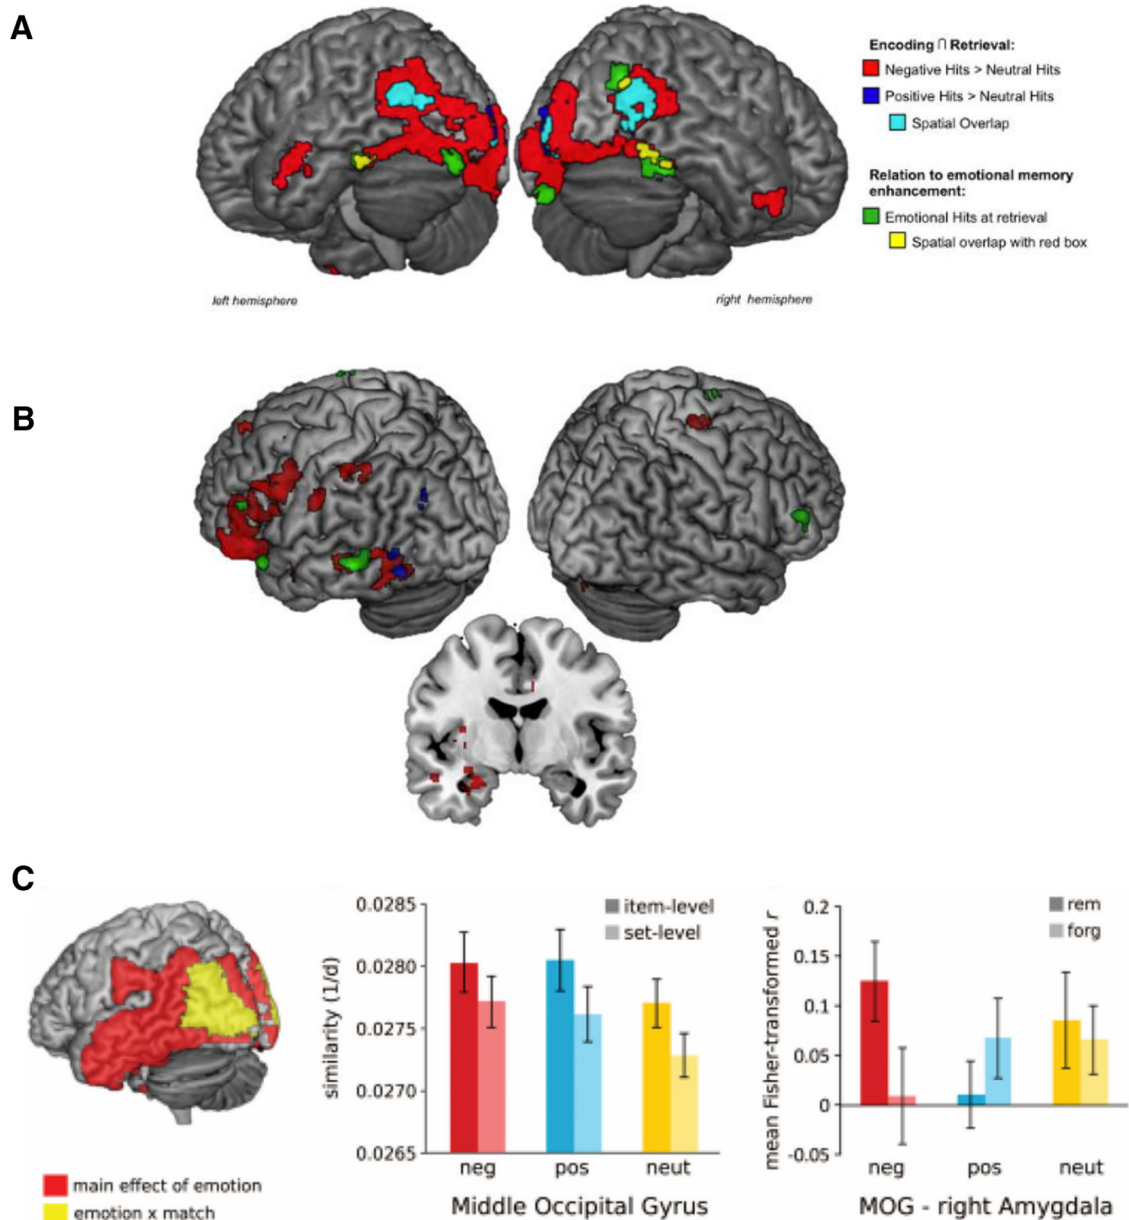 A
Encoding ∩ Retrieval:
Negative Hits > Neutral Hits
Positive Hits > Neutral Hits
Spatial Overlap
Relation to emotional memory
enhancement:
Emotional Hits at retrieval
Spatial overlap with red box
left hemisphere
right hemisphere
B
C
main effect of emotion
emotion x match
similarity (1/d)
0.0285
0.0280
0.0275
0.0270
0.0265
item-level
set-level
neg
pos
neut
Middle Occipital Gyrus
mean Fisher-transformed r
0.2
0.15
0.1
0.05
0
-0.05
rem
forg
neg
pos
neut
MOG - right Amygdala